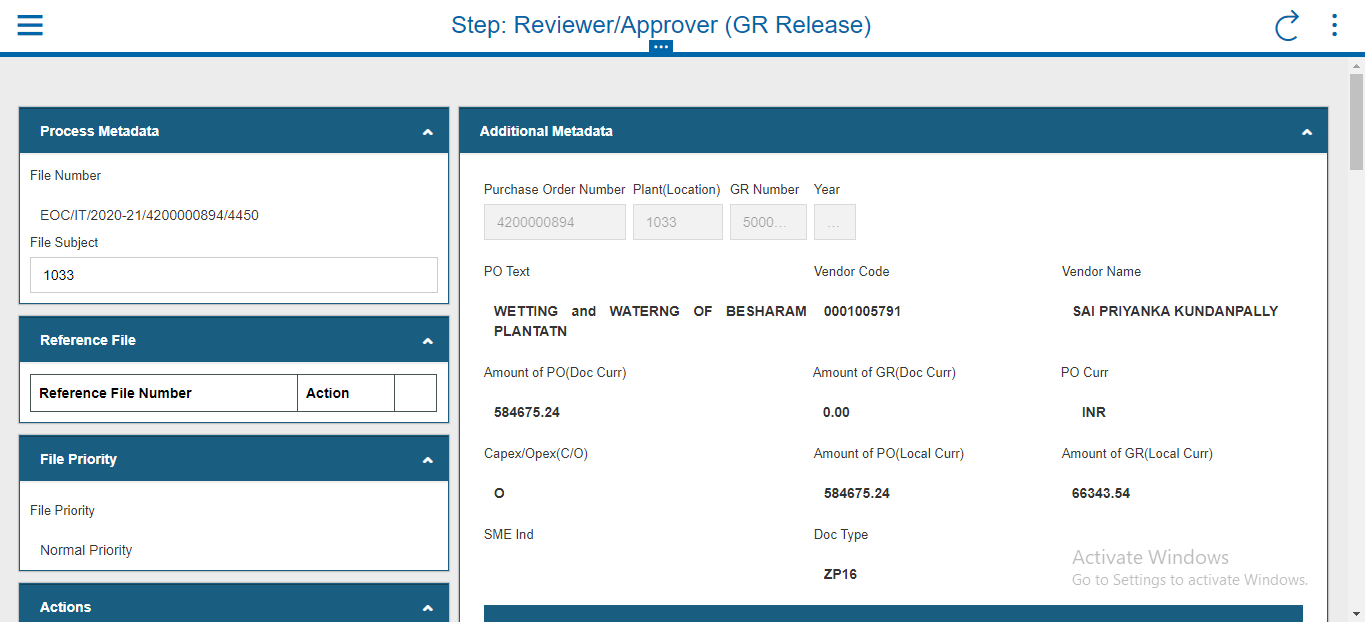 Step: Reviewer/Approver (GR Release)
Process Metadata
File Number
EOC/IT/2020-21/4200000894/4450
File Subject
1033
Reference File
Reference File Number Action
File Priority
File Priority
Normal Priority
Actions
Additional Metadata
Purchase Order Number Plant(Location) GR Number Year
4200000894 1033 5000... ...
PO Text Vendor Code Vendor Name
WETTING and WATERNG OF BESHARAM 0001005791 SAI PRIYANKA KUNDANPALLY
PLANTATN
Amount of PO(Doc Curr) Amount of GR(Doc Curr) PO Curr
584675.24 0.00 INR
Capex/Opex(C/O) Amount of PO(Local Curr) Amount of GR(Local Curr)
O 584675.24 66343.54
SME Ind Doc Type
ZP16
Activate Windows
Go to Settings to activate Windows.